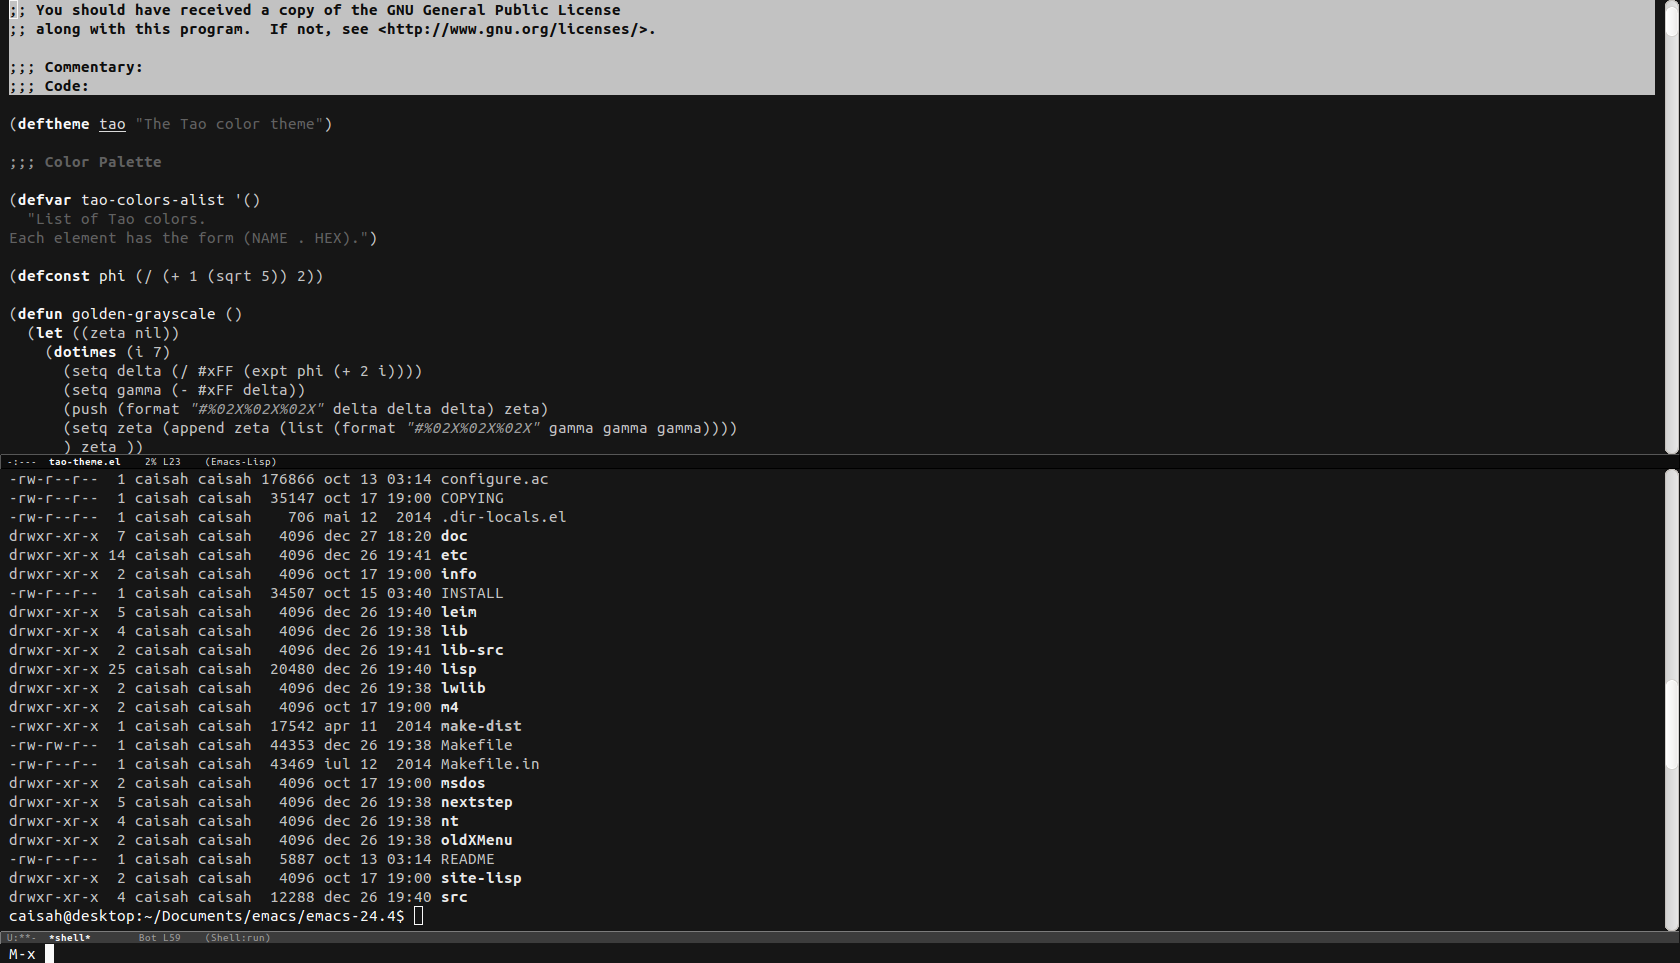 ;; You should have received a copy of the GNU General Public License
;; along with this program.  If not, see <http://www.gnu.org/licenses/>.

;;; Commentary:
;;; Code:

(deftheme tao "The Tao color theme")

;;; Color Palette

(defvar tao-colors-alist '()
  "List of Tao colors.
Each element has the form (NAME . HEX).")

(defconst phi (/ (+ 1 (sqrt 5)) 2))

(defun golden-grayscale ()
  (let ((zeta nil))
    (dotimes (i 7)
      (setq delta (/ #xFF (expt phi (+ 2 i))))
      (setq gamma (- #xFF delta))
      (push (format "#%02X%02X%02X" delta delta delta) zeta)
      (setq zeta (append zeta (list (format "#%02X%02X%02X" gamma gamma gamma))))
      ) zeta ))
-:---  tao-theme.el    2% L23    (Emacs-Lisp)
-rw-r--r--  1 caisah caisah 176866 oct 13 03:14 configure.ac
-rw-r--r--  1 caisah caisah  35147 oct 17 19:00 COPYING
-rw-r--r--  1 caisah caisah    706 mai 12  2014 .dir-locals.el
drwxr-xr-x  7 caisah caisah   4096 dec 27 18:20 doc
drwxr-xr-x 14 caisah caisah   4096 dec 26 19:41 etc
drwxr-xr-x  2 caisah caisah   4096 oct 17 19:00 info
-rw-r--r--  1 caisah caisah  34507 oct 15 03:40 INSTALL
drwxr-xr-x  5 caisah caisah   4096 dec 26 19:40 leim
drwxr-xr-x  4 caisah caisah   4096 dec 26 19:38 lib
drwxr-xr-x  2 caisah caisah   4096 dec 26 19:41 lib-src
drwxr-xr-x 25 caisah caisah  20480 dec 26 19:40 lisp
drwxr-xr-x  2 caisah caisah   4096 dec 26 19:38 lwlib
drwxr-xr-x  2 caisah caisah   4096 oct 17 19:00 m4
-rwxr-xr-x  1 caisah caisah  17542 apr 11  2014 make-dist
-rw-rw-r--  1 caisah caisah  44353 dec 26 19:38 Makefile
-rw-r--r--  1 caisah caisah  43469 iul 12  2014 Makefile.in
drwxr-xr-x  2 caisah caisah   4096 oct 17 19:00 msdos
drwxr-xr-x  5 caisah caisah   4096 dec 26 19:38 nextstep
drwxr-xr-x  4 caisah caisah   4096 dec 26 19:38 nt
drwxr-xr-x  2 caisah caisah   4096 dec 26 19:38 oldXMenu
-rw-r--r--  1 caisah caisah   5887 oct 13 03:14 README
drwxr-xr-x  2 caisah caisah   4096 oct 17 19:00 site-lisp
drwxr-xr-x  4 caisah caisah  12288 dec 26 19:40 src
caisah@desktop:~/Documents/emacs/emacs-24.4$
U:**-  *shell*        Bot L59    (Shell:run)
M-x